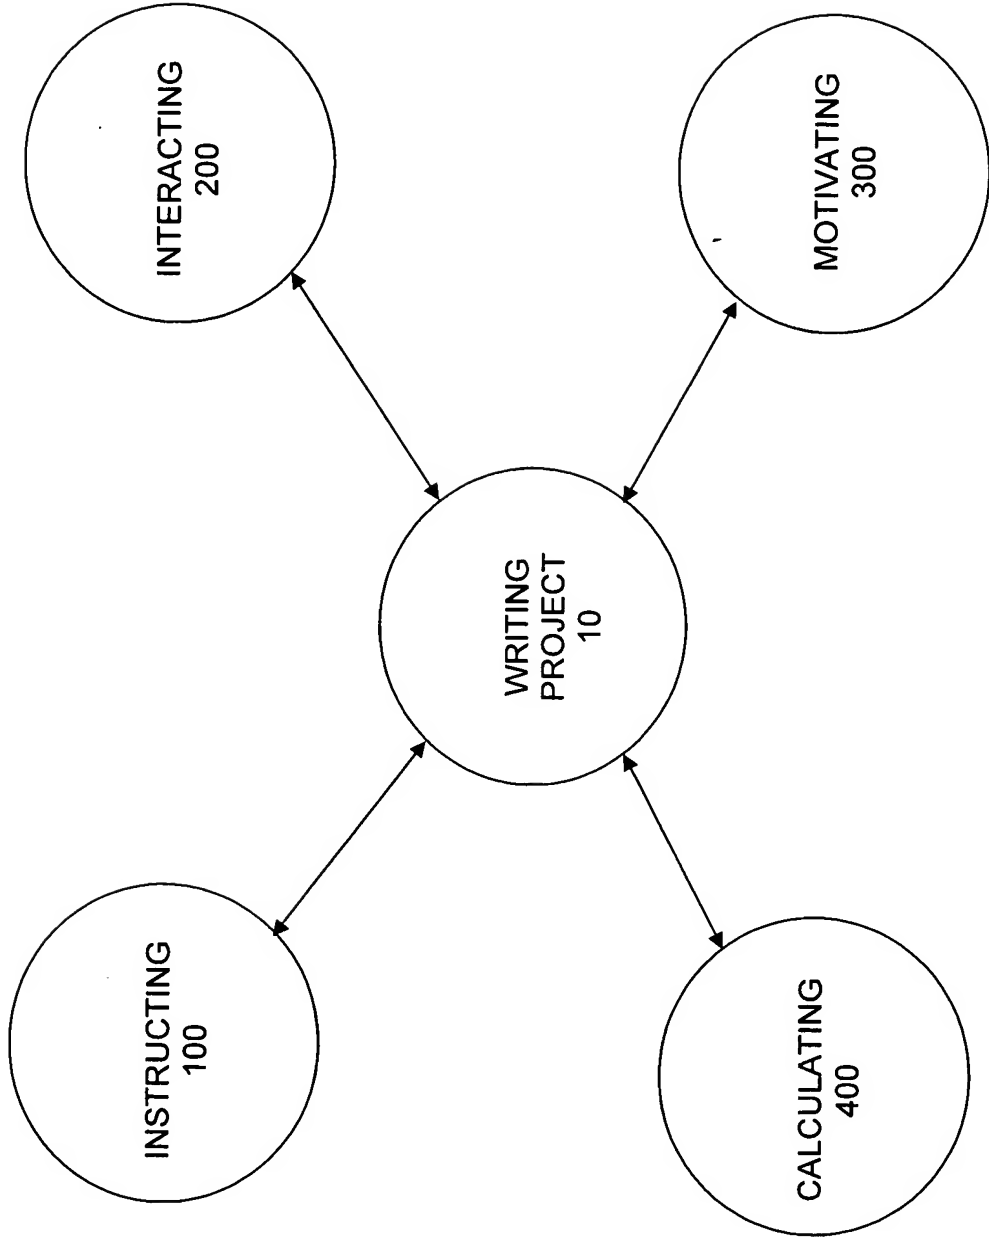 INSTRUCTING
100
INTERACTING
200
WRITING
PROJECT
10
CALCULATING
400
MOTIVATING
300